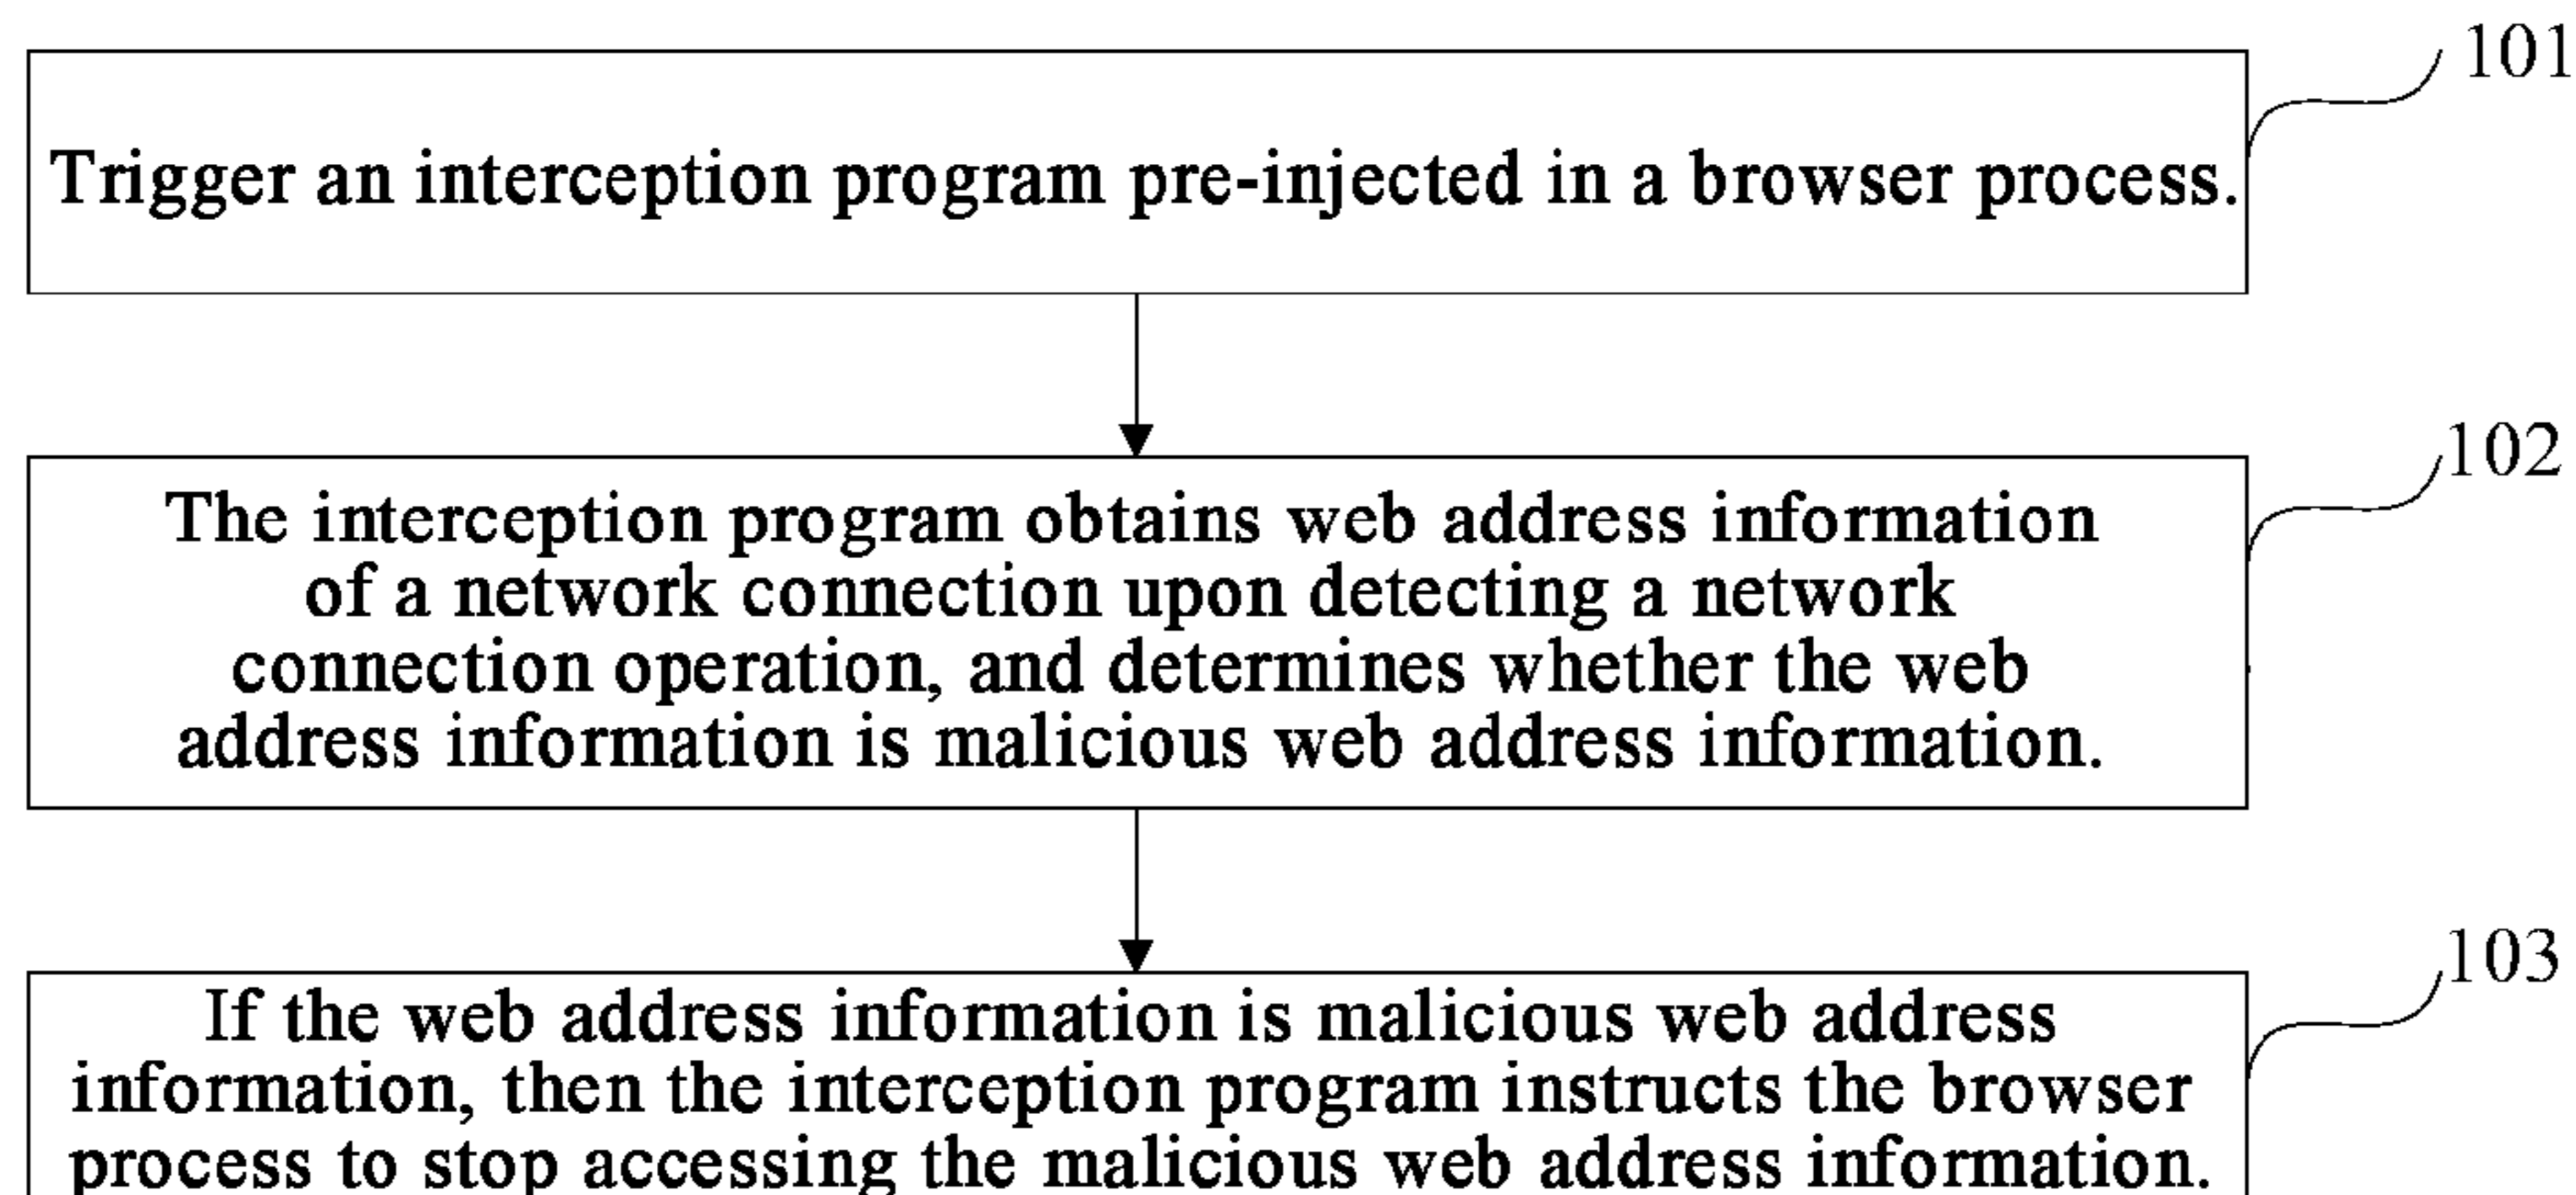 101
Trigger an interception program pre-injected in a browser process.
102
The interception program obtains web address information
of a network connection upon detecting a network
connection operation, and determines whether the web
address information is malicious web address information.
103
If the web address information is malicious web address
information, then the interception program instructs the browser
process to stop accessing the malicious web address information.